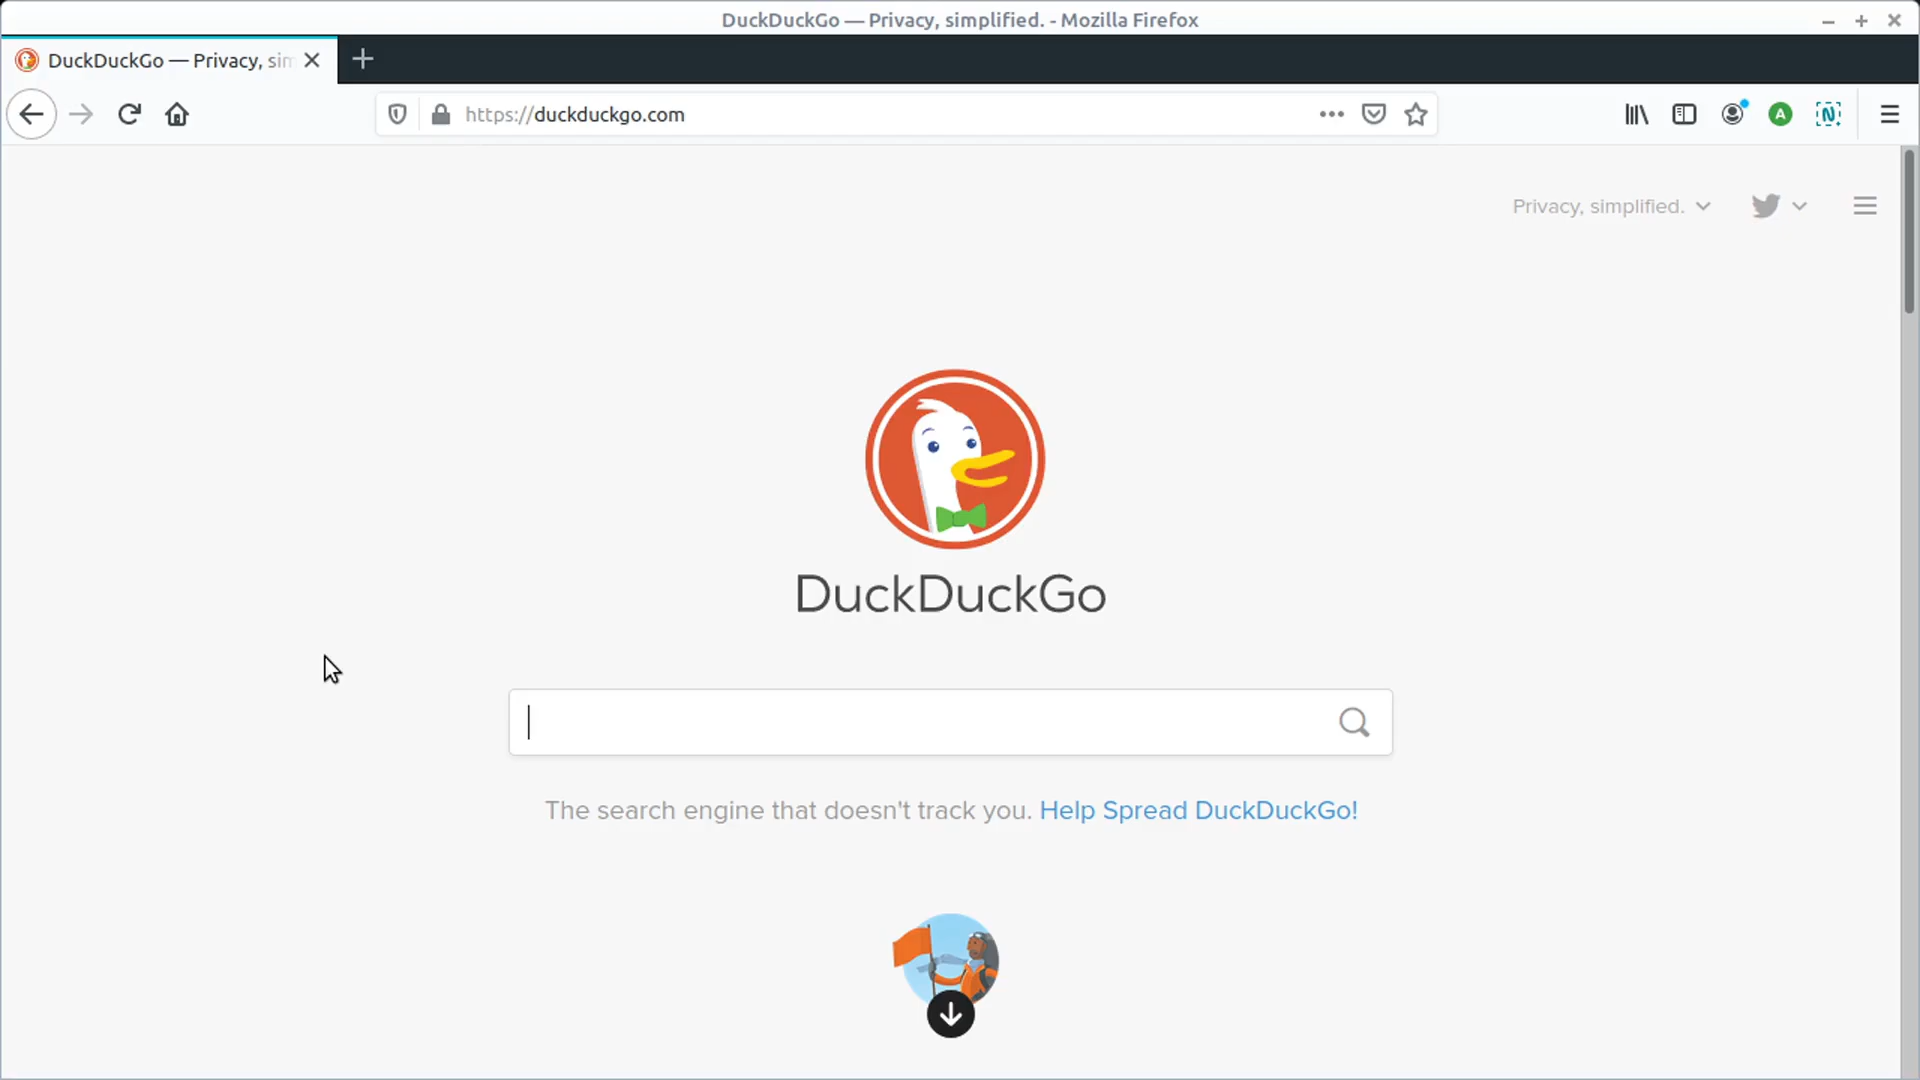 DuckDuckGo — Privacy, simplified. - Mozilla Firefox
DuckDuckGo — Privacy, sim
https://duckduckgo.com
A
N
Privacy, simplified.
DuckDuckGo
The search engine that doesn't track you. Help Spread DuckDuckGo!